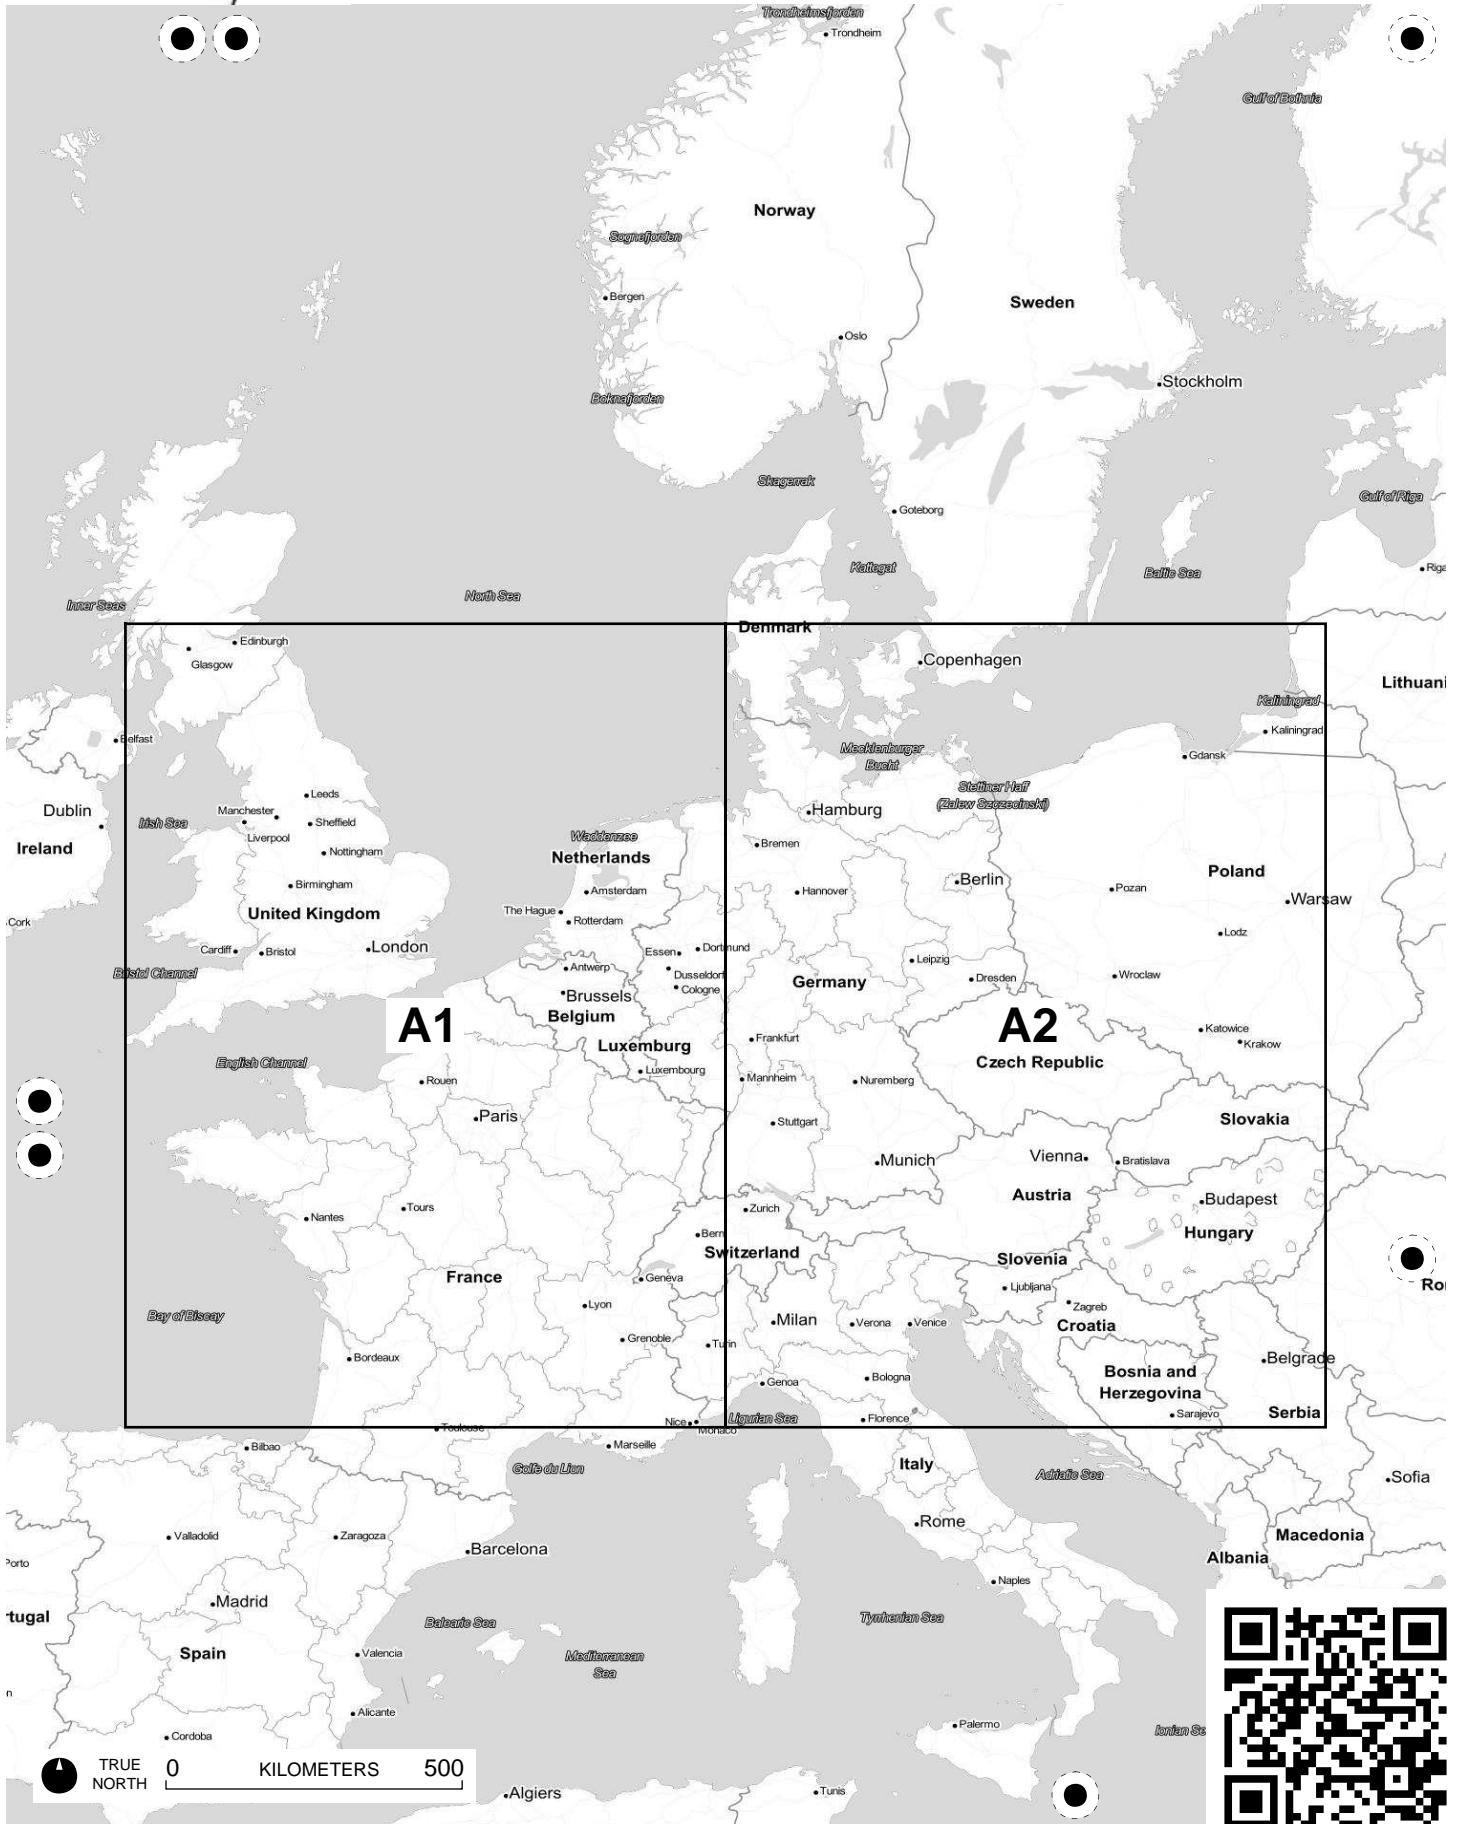 Trondheimsfjorden
Trondheim
Gulf of Bothnia
Norway
Sognefjorden
Bergen
Sweden
Oslo
Stockholm
Boknafjorden
Skagerrak
Gulf of Riga
Goteborg
Kattegat
Baltic Sea
Riga
North Sea
Inner Seas
Denmark
Edinburgh
Glasgow
Copenhagen
Lithuani
Kaliningrad
Kaliningrad
Belfast
Mecklenburger
Bucht
Gdansk
Stettiner Haff
(Zalew Szczecinski)
Leeds
Dublin
Manchester
Hamburg
Irish Sea
Sheffield
Liverpool
Waddenzee
Ireland
Bremen
Nottingham
Netherlands
Poland
Berlin
Birmingham
Amsterdam
Hannover
Pozan
Warsaw
The Hague
United Kingdom
Rotterdam
Cork
Lodz
London
Cardiff
Bristol
Essen
Dortmund
Leipzig
Antwerp
Bristol Channel
Dusseldorf
Wroclaw
Germany
Dresden
Cologne
Brussels
Belgium
A1
A2
Katowice
Luxemburg
Frankfurt
Krakow
English Channel
Czech Republic
Luxembourg
Rouen
Mannheim
Nuremberg
Paris
Slovakia
Stuttgart
Vienna
Munich
Bratislava
Austria
Budapest
Tours
Zurich
Nantes
Bern
Hungary
Switzerland
Slovenia
France
Geneva
Ljubljana
Ro
Lyon
Zagreb
Bay of Biscay
Milan
Verona
Venice
Croatia
Grenoble
Turin
Bordeaux
Belgrade
Bosnia and
Herzegovina
Bologna
Genoa
Serbia
Sarajevo
Ligurian Sea
Florence
Nice
Toulouse
Monaco
Bilbao
Marseille
Italy
Golfe du Lion
Adriatic Sea
Sofia
Rome
Valladolid
Zaragoza
Macedonia
Barcelona
Albania
Porto
Naples
Madrid
rtugal
Balearic Sea
Tyrrhenian Sea
Spain
Valencia
Mediterranean
Sea
n
Alicante
Palermo
Ionian Se
Cordoba
TRUE
NORTH
0 KILOMETERS 500
Algiers
Tunis